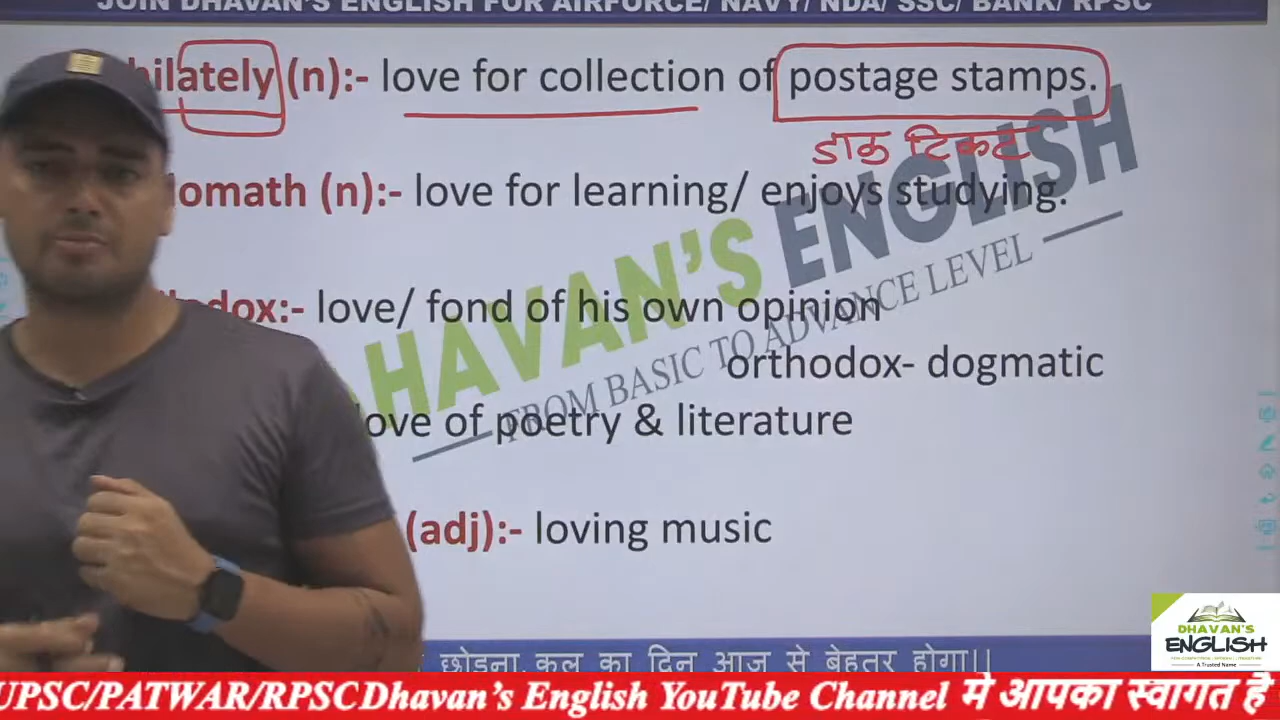 JOIN DHAVAN'S ENGLISH FOR AIRFORCE/ NAVY/ NDA/ SSC/ BANK/ RPSC
hilately (n):- love for collection of postage stamps.
डाक टिकट
lomath (n):- love for learning/ enjoys studying.
dox:- love/ fond of his own opinion
orthodox- dogmatic
love of poetry & literature
(adj):- loving music
HAVAN'S ENGLISH
FROM BASIC TO ADVANCE LEVEL
छोड़ना कल का दिन आज से बेहतर होगा।।
DHAVAN'S
ENGLISH
A Trusted Name
UPSC/PATWAR/RPSC Dhavan's English YouTube Channel मे आपका स्वागत है